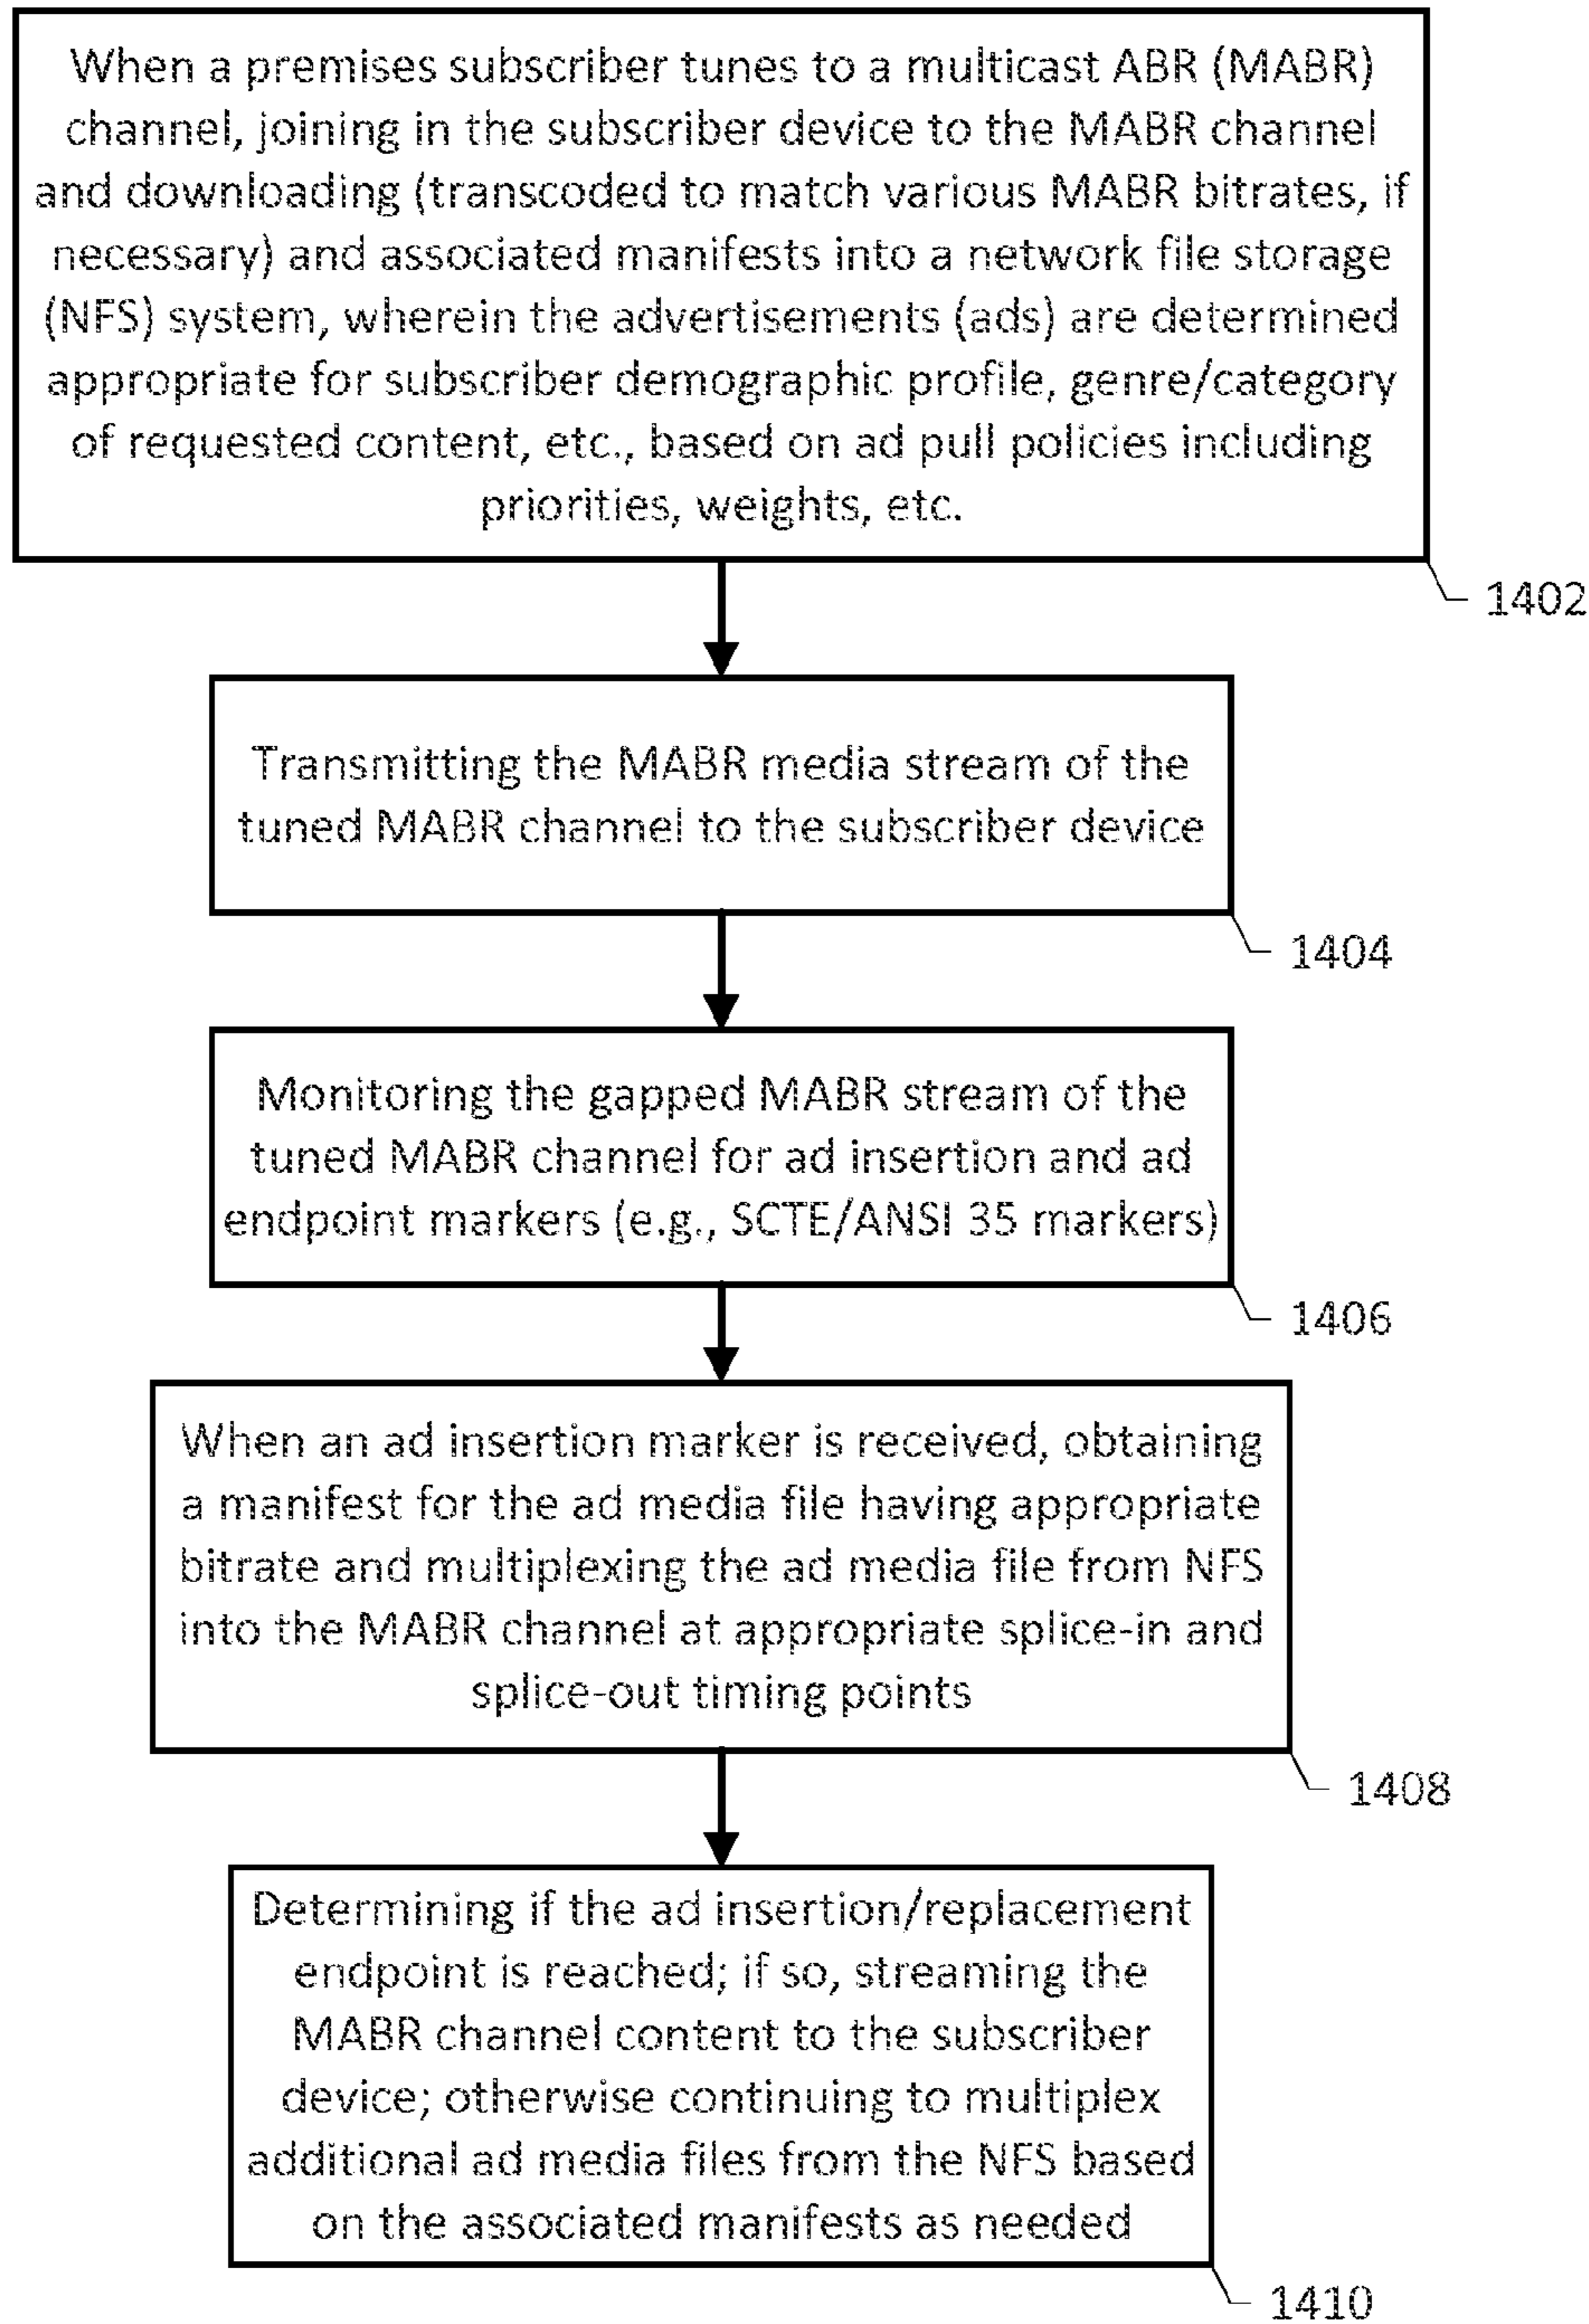 When a premises subscriber tunes to a multicast ABR (MABR)
channel, joining in the subscriber device to the MABR channel
and downloading (transcoded to match various MABR bitrates, if
necessary) and associated manifests into a network file storage
(NFS) system, wherein the advertisements (ads) are determined
appropriate for subscriber demographic profile, genre/category
of requested content, etc., based on ad pull policies including
priorities, weights, etc.
1402
Transmitting the MABR media stream of the
tuned MABR channel to the subscriber device
1404
Monitoring the gapped MABR stream of the
tuned MABR channel for ad insertion and ad
endpoint markers (e.g., SCTE/ANSI 35 markers)
1406
When an ad insertion marker is received, obtaining
a manifest for the ad media file having appropriate
bitrate and multiplexing the ad media file from NFS
into the MABR channel at appropriate splice-in and
splice-out timing points
1408
Determining if the ad insertion/replacement
endpoint is reached; if so, streaming the
MABR channel content to the subscriber
device; otherwise continuing to multiplex
additional ad media files from the NFS based
on the associated manifests as needed
1410